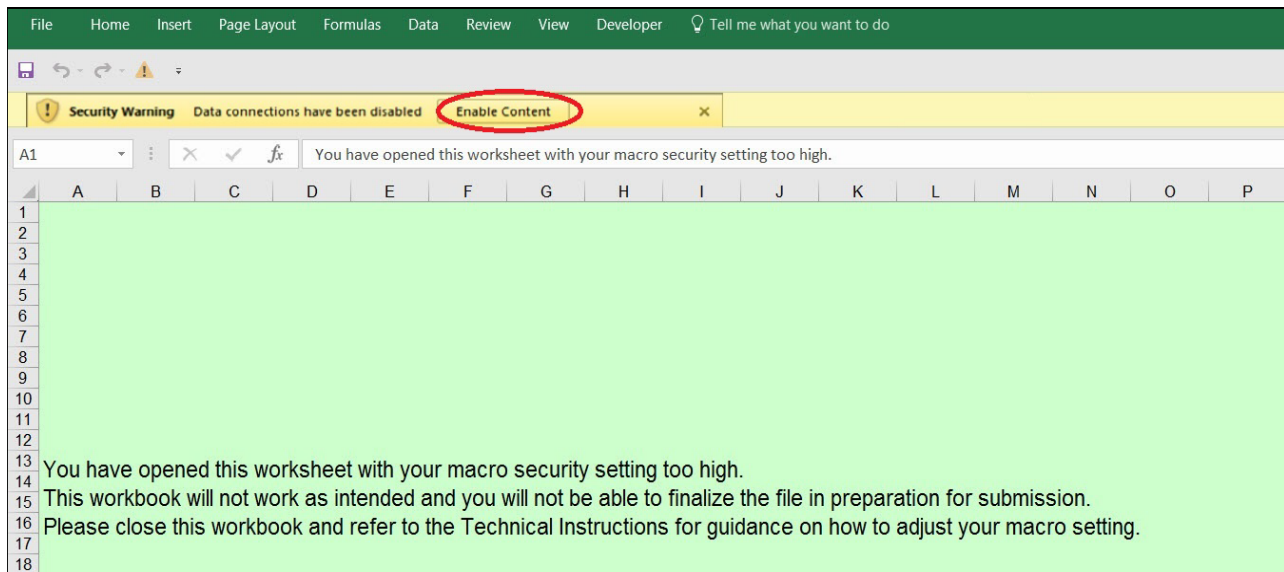 File Home Insert Page Layout Formulas Data Review View Developer Tell me what you want to do
Security Warning Data connections have been disabled Enable Content
A1 fx You have opened this worksheet with your macro security setting too high.
A B C D E F G H I J K L M N O P
1
2
3
4
5
6
7
8
9
10
11
12
13
You have opened this worksheet with your macro security setting too high.
14
15 This workbook will not work as intended and you will not be able to finalize the file in preparation for submission.
16 Please close this workbook and refer to the Technical Instructions for guidance on how to adjust your macro setting.
17
18